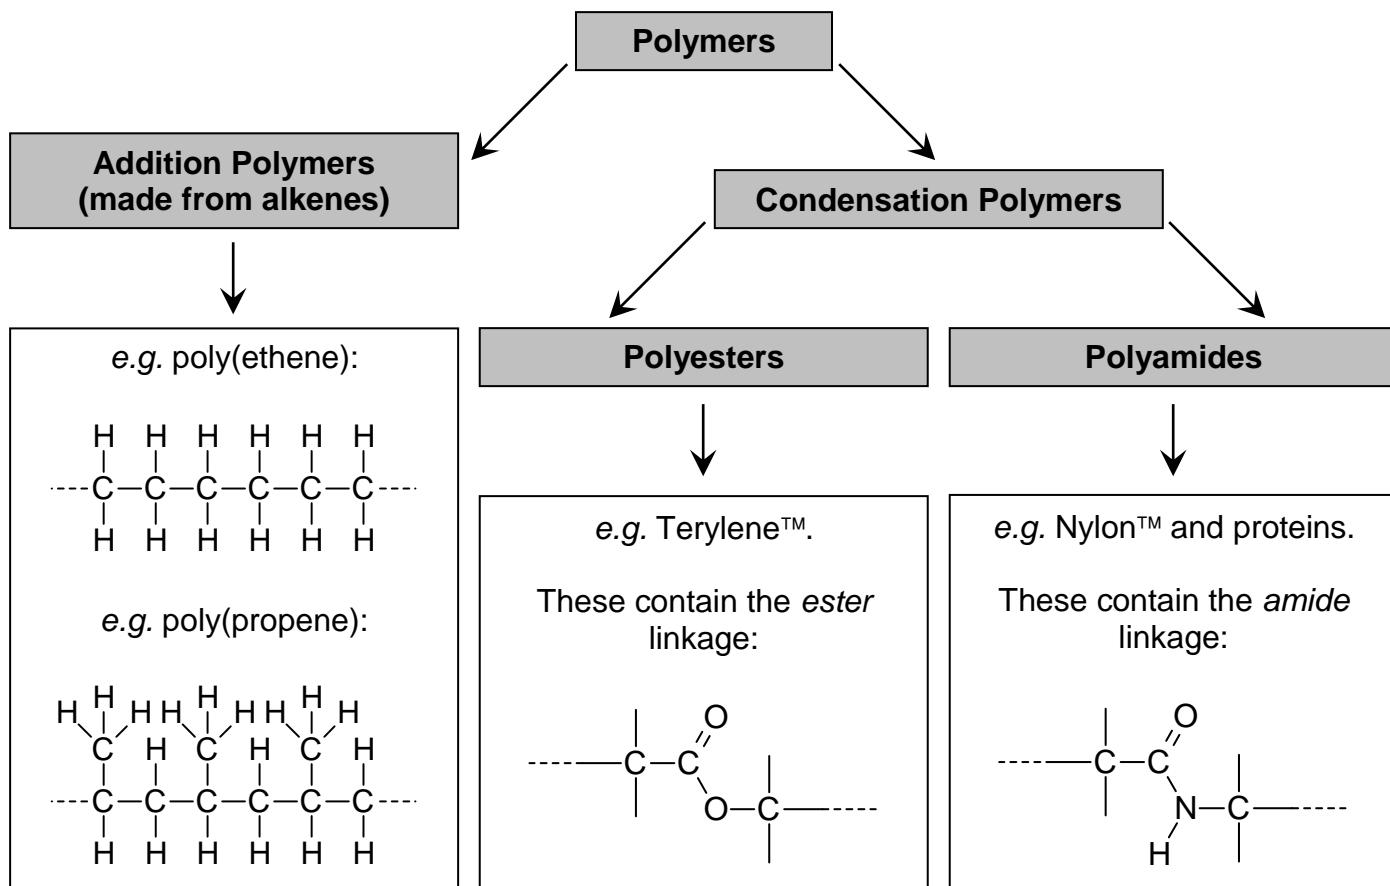 Polymers
Addition Polymers
(made from alkenes)
Condensation Polymers
e.g. poly(ethene):
H H H H H H
C C C C C C
H H H H H H
e.g. poly(propene):
H H H
H H H H H H
C H C H C H
C C C C C C
H H H H H H
Polyesters
e.g. Terylene™.
These contain the ester
linkage:
O
C C
O C
Polyamides
e.g. Nylon™ and proteins.
These contain the amide
linkage:
O
C C
N C
H